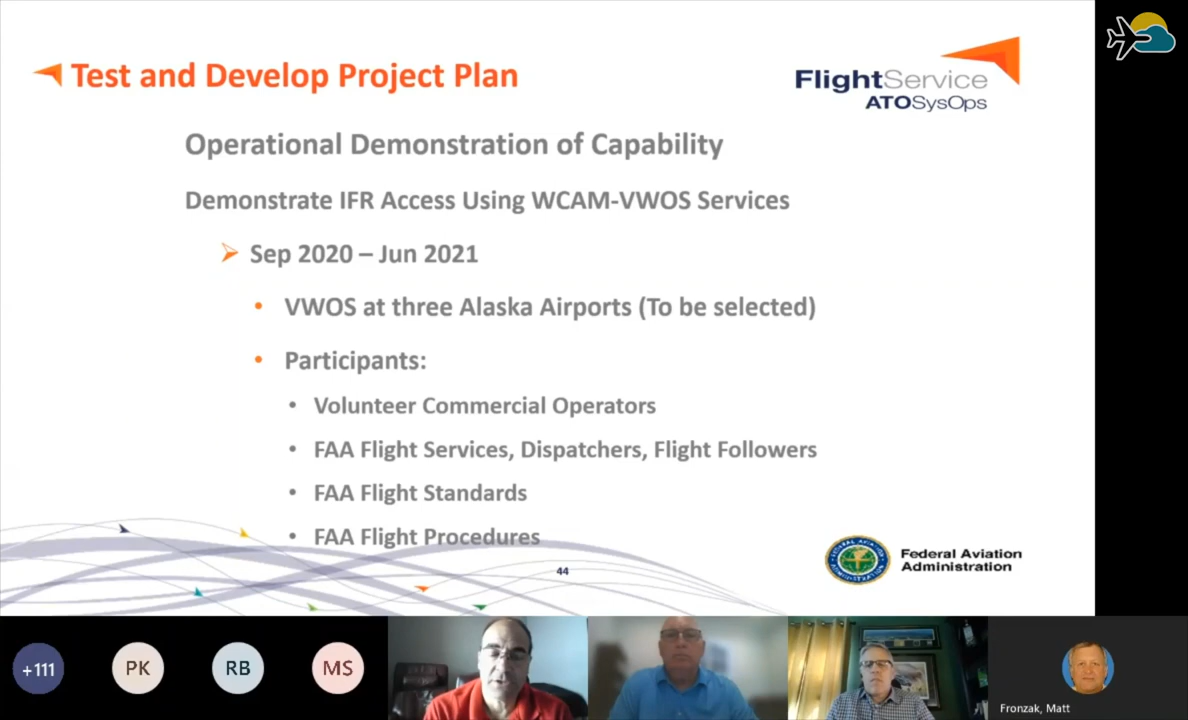 Test and Develop Project Plan
FlightService
ATOSysOps
Operational Demonstration of Capability
Demonstrate IFR Access Using WCAM-VWOS Services
Sep 2020 – Jun 2021
VWOS at three Alaska Airports (To be selected)
Participants:
Volunteer Commercial Operators
FAA Flight Services, Dispatchers, Flight Followers
FAA Flight Standards
FAA Flight Procedures
44
Federal Aviation
Administration
+111
PK
RB
MS
Fronzak, Matt